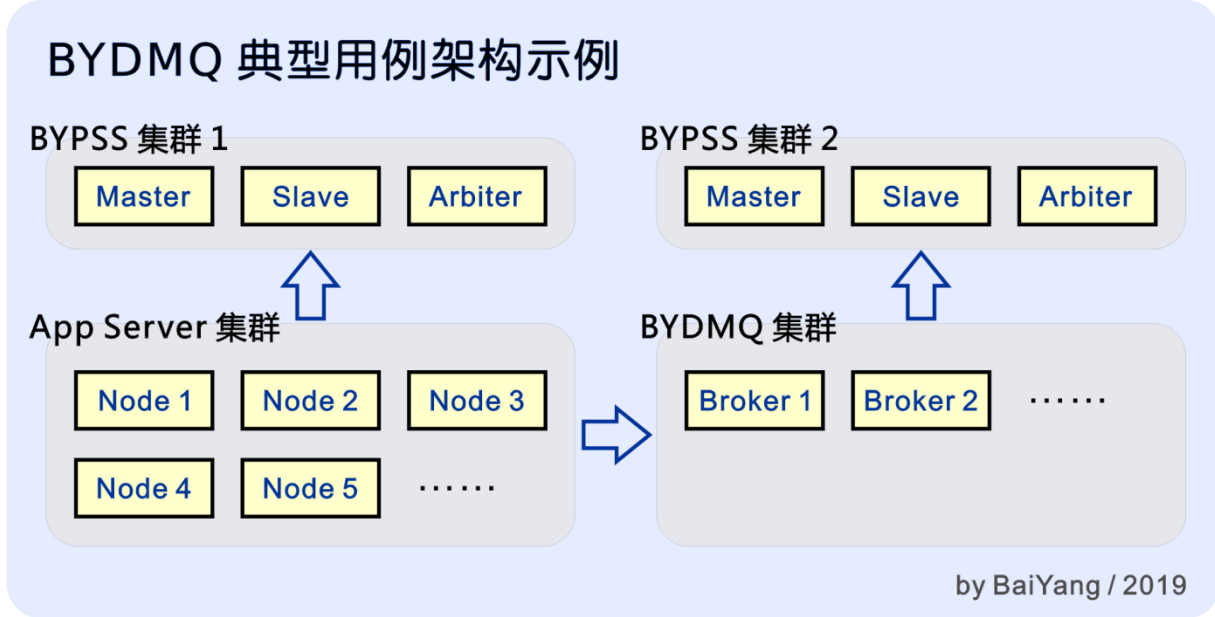 BYDMQ 典型用例架构示例
BYPSS 集群 1
Master Slave Arbiter
BYPSS 集群 2
Master Slave Arbiter
App Server 集群
Node 1 Node 2 Node 3
Node 4 Node 5 ······
BYDMQ 集群
Broker 1 Broker 2 ······
by BaiYang / 2019